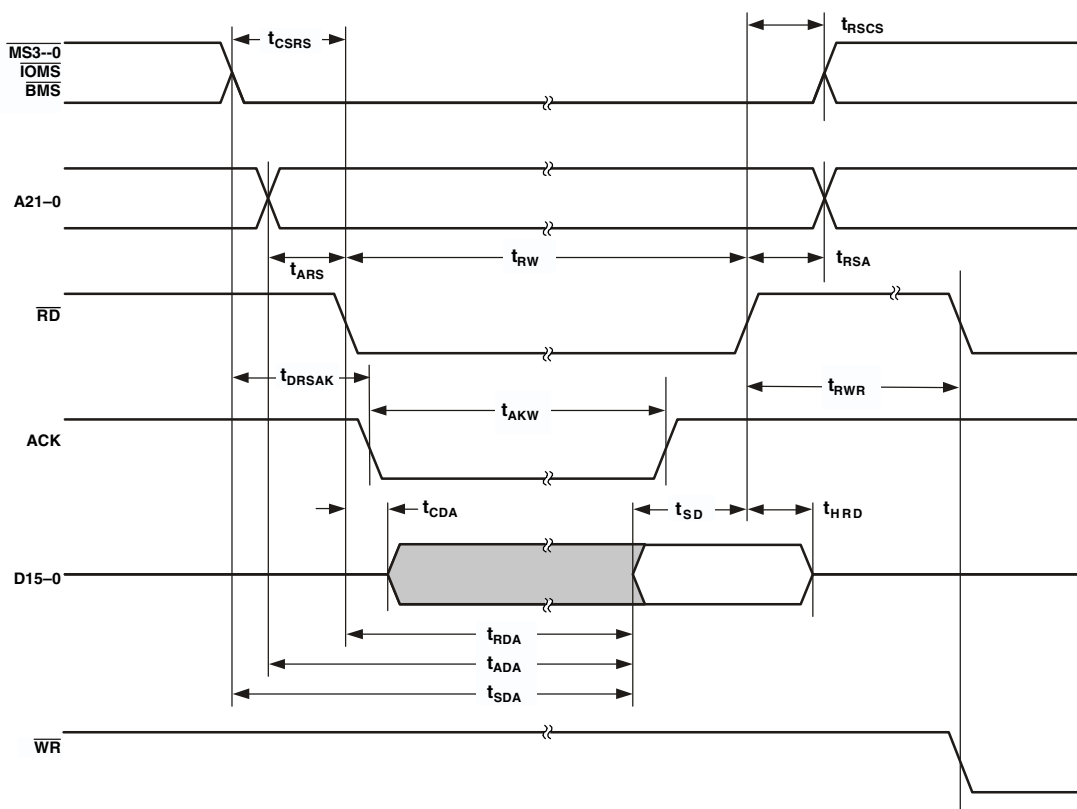 tCSRS
tRSCS
MS3--0
IOMS
BMS
A21–0
tARS
tRW
tRSA
RD
tDRSAK
tRWR
tAKW
ACK
tCDA
tSD
tHRD
D15–0
tRDA
tADA
tSDA
WR